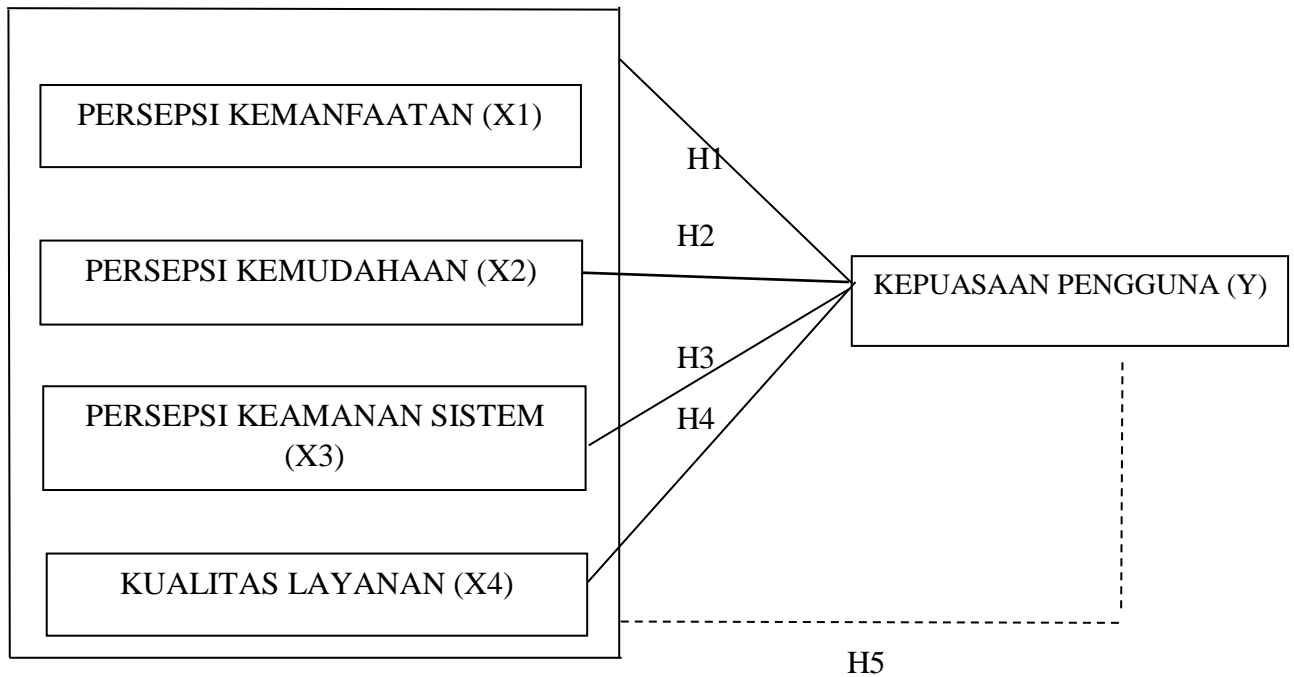 PERSEPSI KEMANFAATAN (X1)
H1
H2
PERSEPSI KEMUDAHAAN (X2)
KEPUASAAN PENGGUNA (Y)
H3
PERSEPSI KEAMANAN SISTEM
(X3)
H4
KUALITAS LAYANAN (X4)
H5